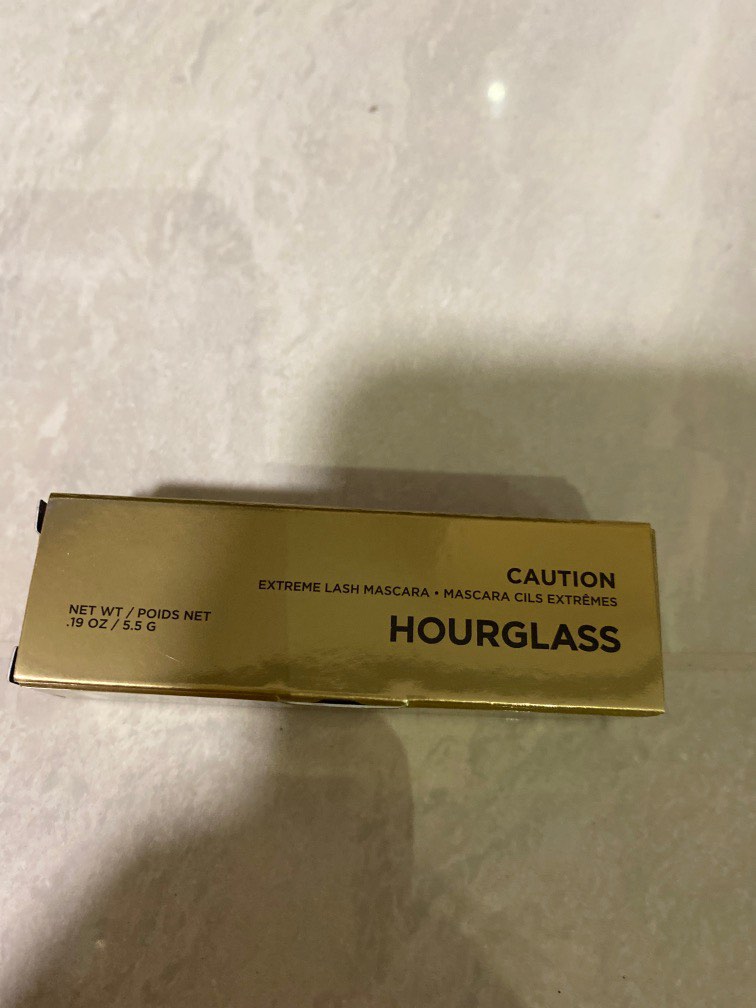 CAUTION
EXTREME LASH MASCARA • MASCARA CILS EXTRÊMES
HOURGLASS
NET WT / POIDS NET
.19 OZ / 5.5 G